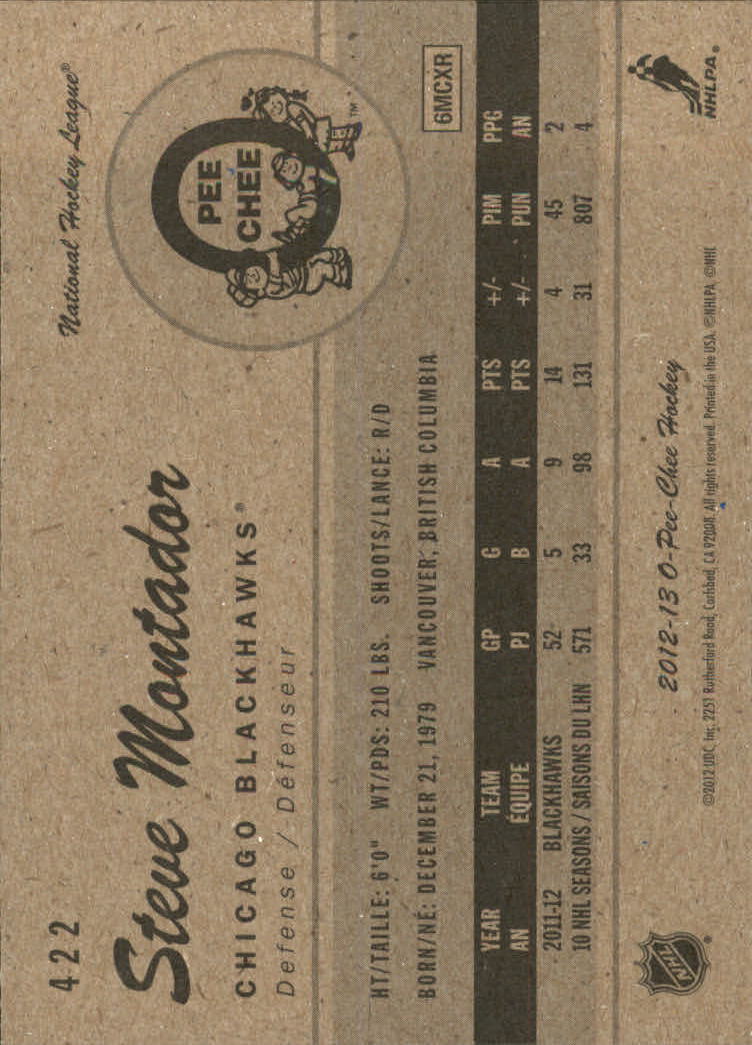 422
National Hockey League®
Steve Montador
CHICAGO BLACKHAWKS®
Defense / Défenseur
PEE
CHEE
TM
HT/TAILLE: 6'0" WT/PDS: 210 LBS. SHOOTS/LANCE: R/D
BORN/NÉ: DECEMBER 21, 1979 VANCOUVER, BRITISH COLUMBIA
6MCXR
YEAR TEAM GP G A PTS +/- PIM PPG
AN ÉQUIPE PJ B A PTS +/- PUN AN
2011-12 BLACKHAWKS 52 5 9 14 4 45 2
10 NHL SEASONS / SAISONS DU LHN 571 33 98 131 31 807 4
NHL®
2012-13 O-Pee-Chee Hockey
©2012 UDC, Inc. 2251 Rutherford Road, Carlsbad, CA 92008. All rights reserved. Printed in the USA. ©NHLPA ©NHL
NHLPA®